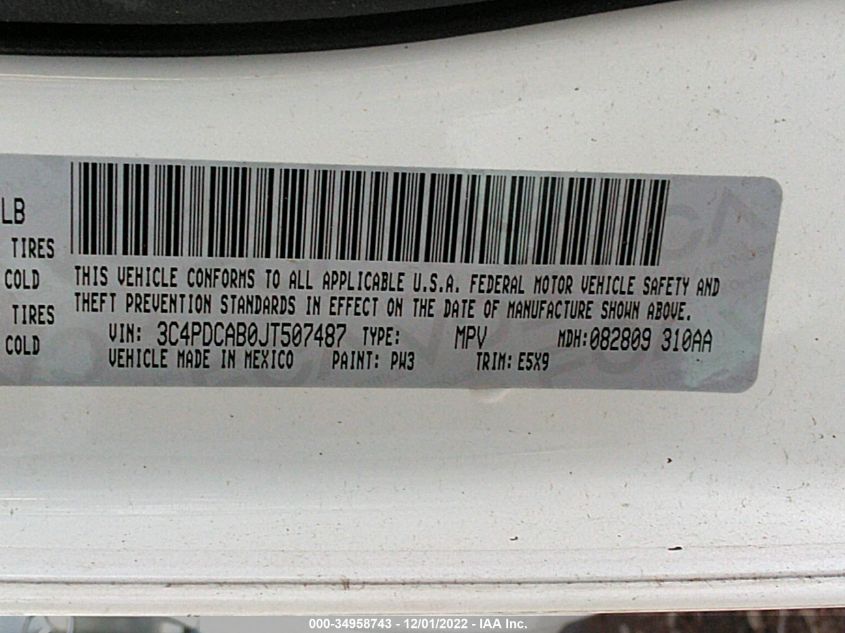 LB
TIRES
COLD
TIRES
COLD
THIS VEHICLE CONFORMS TO ALL APPLICABLE U.S.A. FEDERAL MOTOR VEHICLE SAFETY AND
THEFT PREVENTION STANDARDS IN EFFECT ON THE DATE OF MANUFACTURE SHOWN ABOVE.
VIN: 3C4PDCAB0JT507487 TYPE: MPV MDH:082809 310AA
VEHICLE MADE IN MEXICO PAINT: PW3 TRIM: E5X9
000-34958743 - 12/01/2022 - IAA Inc.